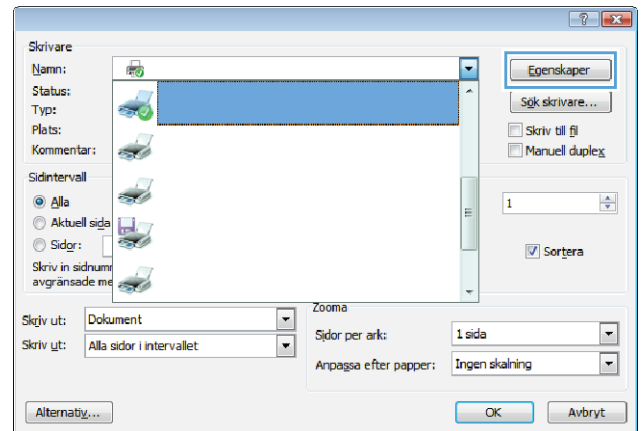 Skrivare
Namn:
Egenskaper
Status:
Typ:
Sök skrivare...
Plats:
Skriv till fil
Kommentar:
Manuell duplex
Sidintervall
Alla
1
Aktuell sida
Sidor:
Sortera
Skriv in
avgränsade
Zooma
Skriv ut: Dokument
Sidor per ark: 1 sida
Skriv ut: Alla sidor i intervallet
Anpassa efter papper: Ingen skalning
Alternativ...
OK
Avbryt